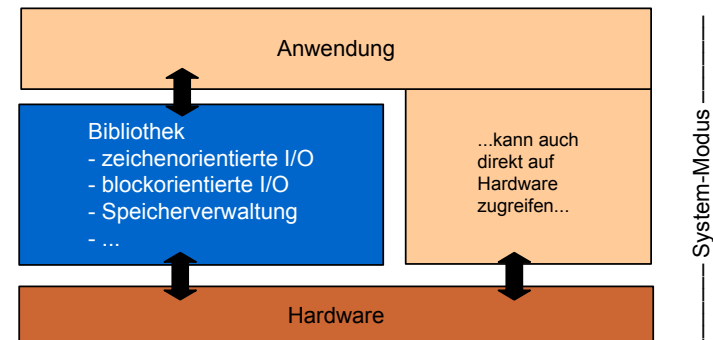 Anwendung
Bibliothek
- zeichenorientierte I/O
- blockorientierte I/O
- Speicherverwaltung
- ...
...kann auch
direkt auf
Hardware
zugreifen...
Hardware
System-Modus